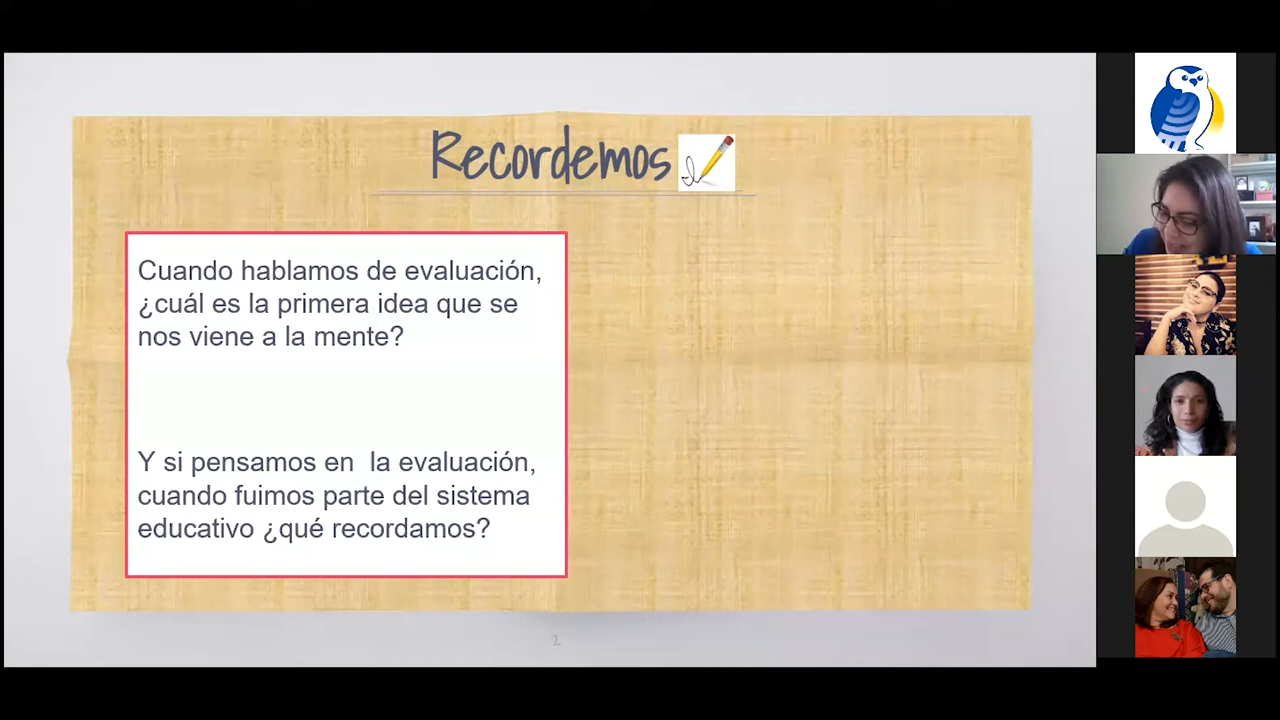 Recordemos
Cuando hablamos de evaluación,
¿cuál es la primera idea que se
nos viene a la mente?
Y si pensamos en  la evaluación,
cuando fuimos parte del sistema
educativo ¿qué recordamos?
2